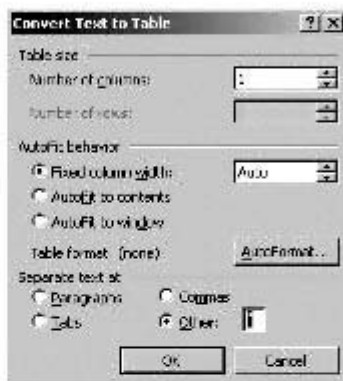 Convert Text to Table
Table size
Number of columns: 1
Number of rows:
AutoFit behavior
Fixed column width: Auto
AutoFit to contents
AutoFit to window
Table format (none) AutoFormat...
Separate text at
Paragraphs Commas
Tabs Other:
OK Cancel